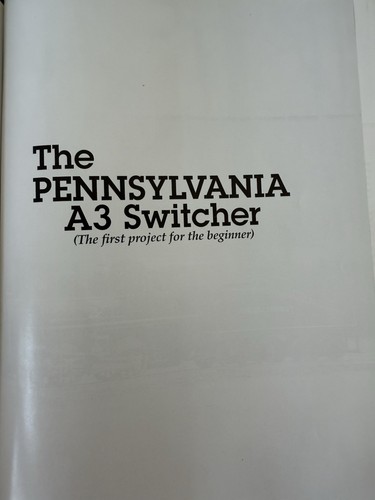 The
PENNSYLVANIA
A3 Switcher
(The first project for the beginner)